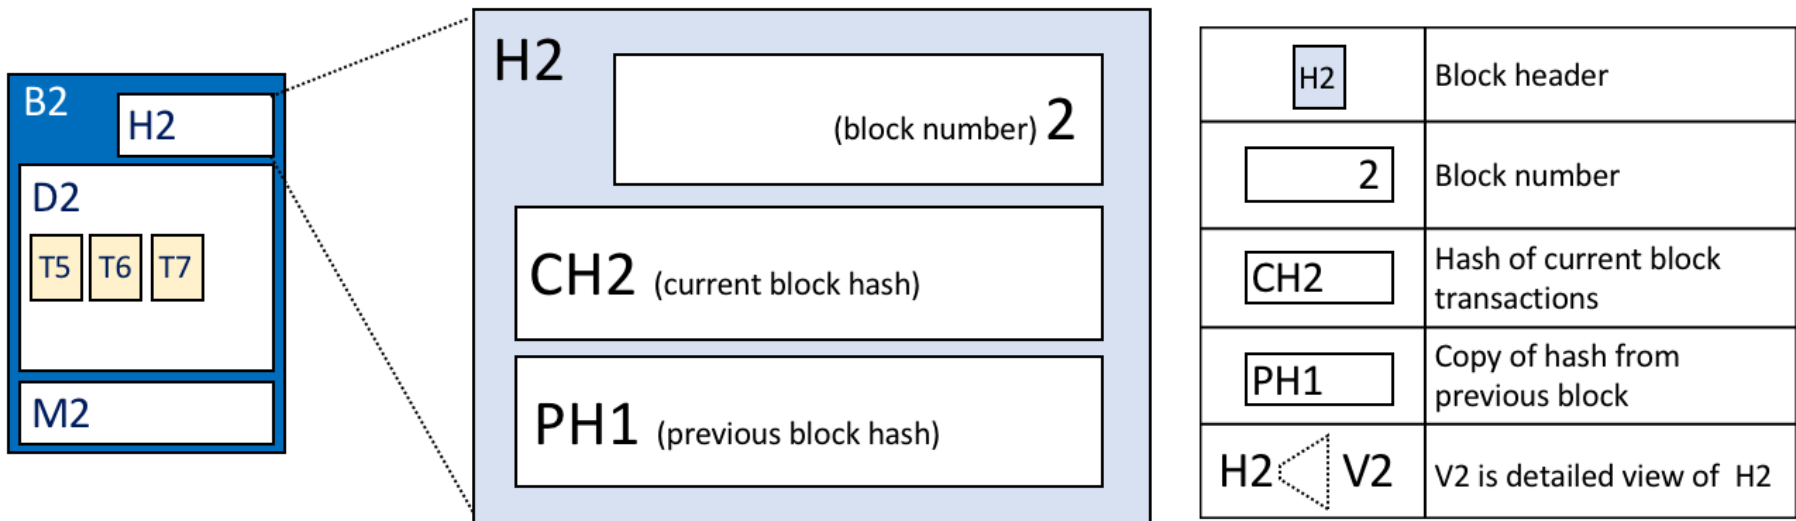 B2
H2
D2
T5 T6 T7
M2
H2
(block number) 2
CH2 (current block hash)
PH1 (previous block hash)
H2 Block header
2 Block number
CH2 Hash of current block
transactions
PH1 Copy of hash from
previous block
H2 V2 V2 is detailed view of H2